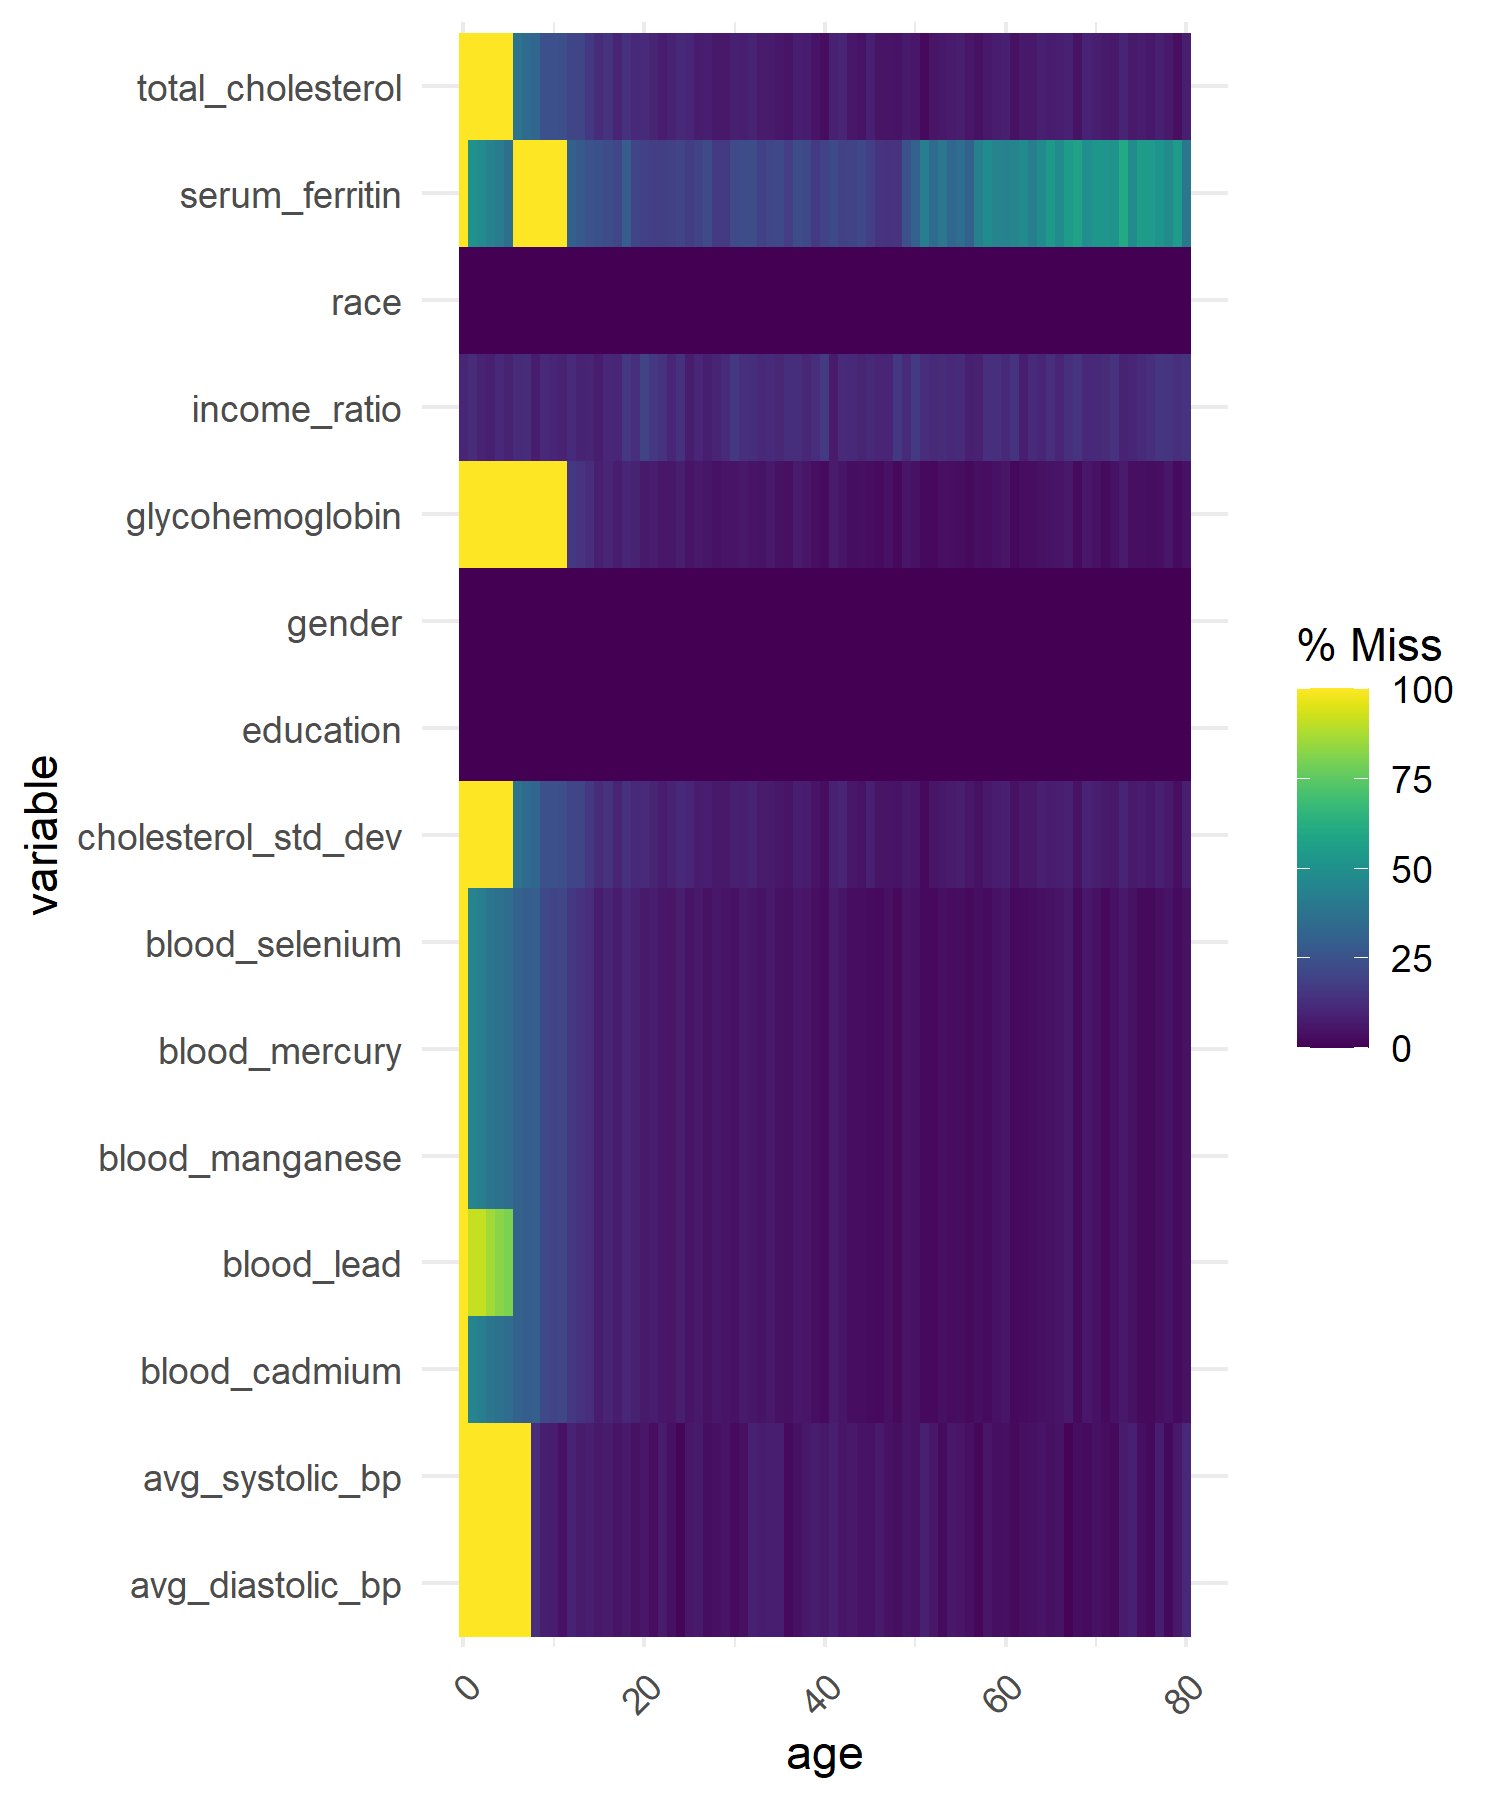 total_cholesterol
serum_ferritin
race
income_ratio
glycohemoglobin
gender
education
cholesterol_std_dev
blood_selenium
blood_mercury
blood_manganese
blood_lead
blood_cadmium
avg_systolic_bp
avg_diastolic_bp
variable
0
20
40
60
80
age
% Miss
100
75
50
25
0